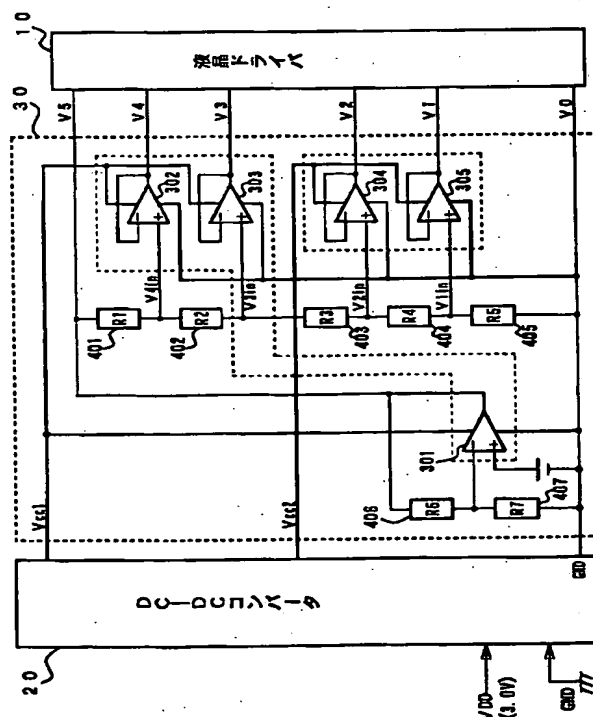 10
液晶ドライバ
30
V5
V4
V3
V2
V1
V0
302
303
304
305
V4in
V3in
V2in
V1in
R1
R2
R3
R4
R5
401
402
403
404
405
301
Vcc1
Vcc2
406
R6
R7
407
GND
DC-DCコンバータ
20
VDD
(3.0V)
GND